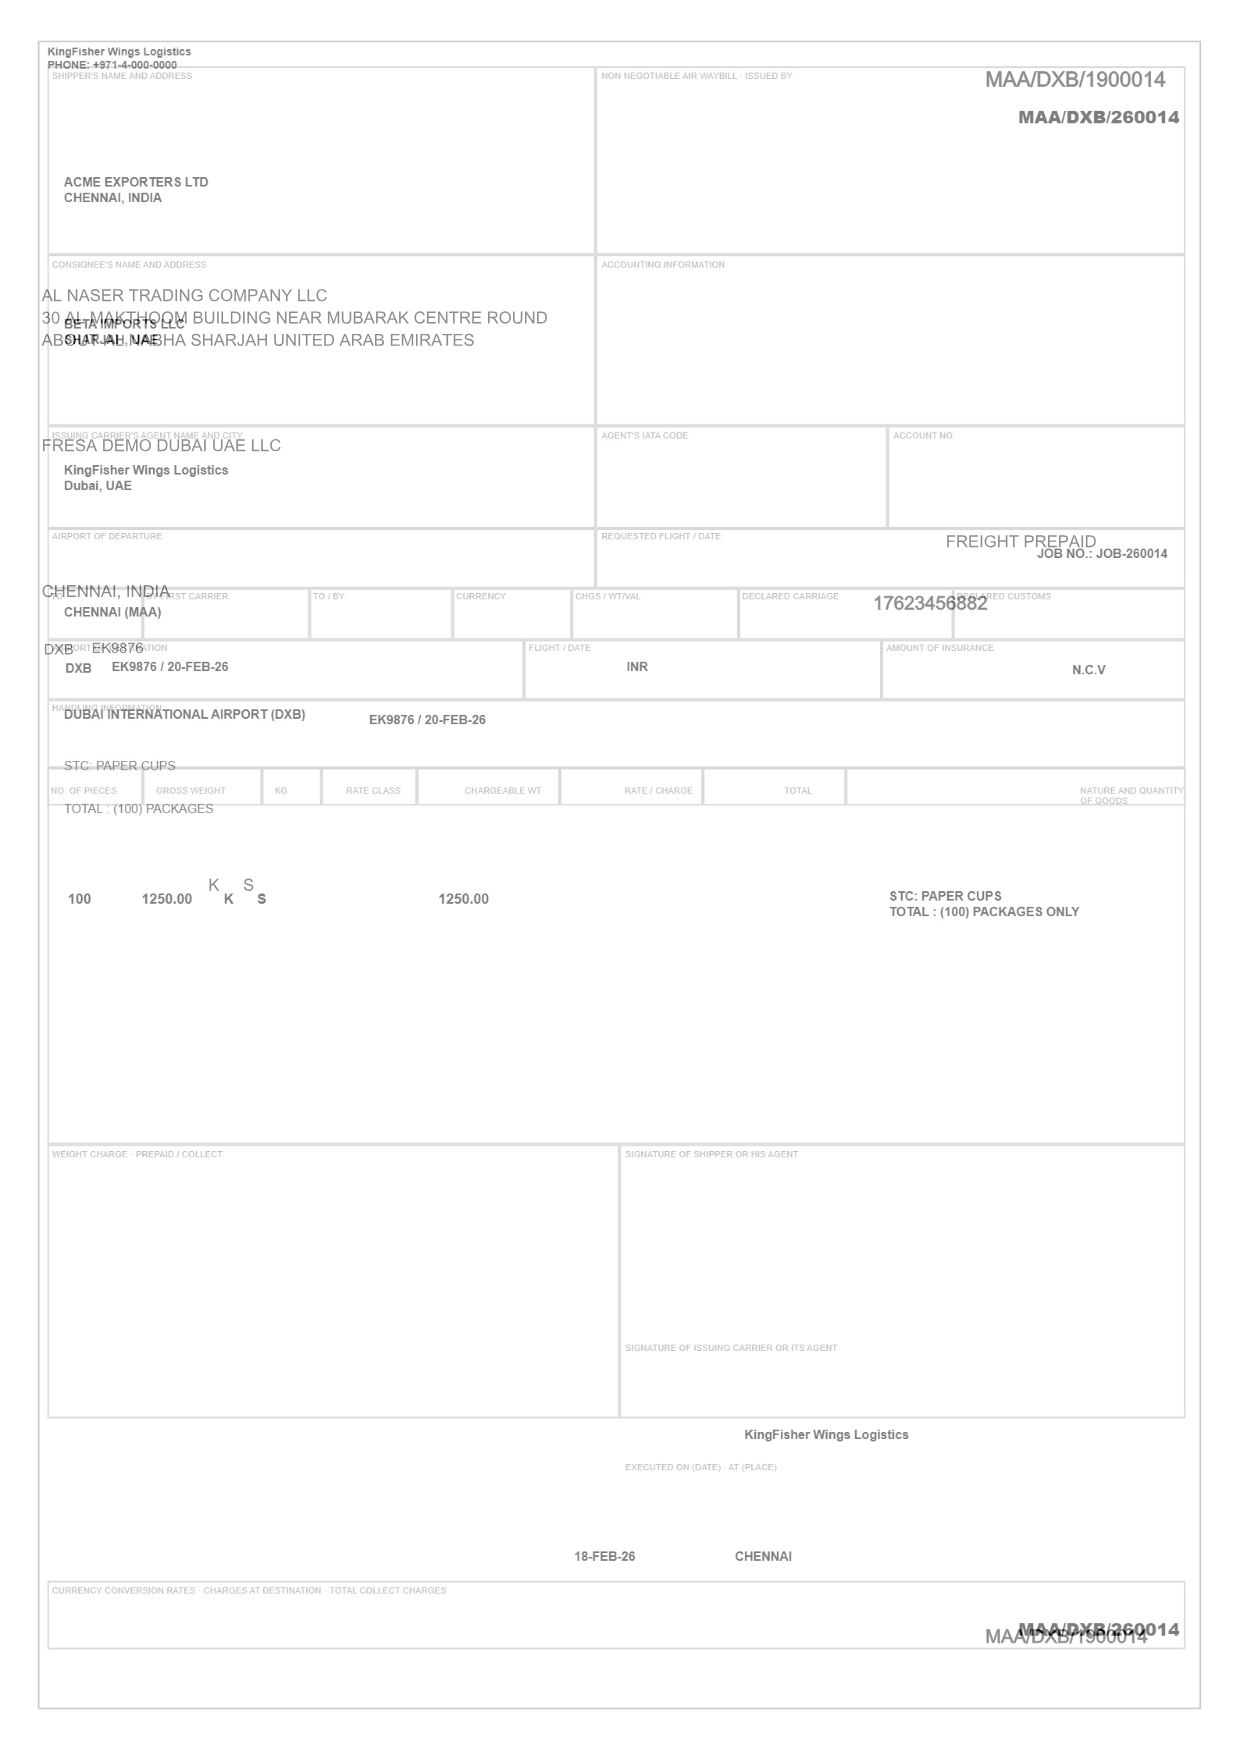 KingFisher Wings Logistics
PHONE: +971-4-000-0000
SHIPPER'S NAME AND ADDRESS
NON NEGOTIABLE AIR WAYBILL · ISSUED BY
MAA/DXB/1900014
MAA/DXB/260014
ACME EXPORTERS LTD
CHENNAI, INDIA
CONSIGNEE'S NAME AND ADDRESS
ACCOUNTING INFORMATION
AL NASER TRADING COMPANY LLC
30 AL MAKTHOOM BUILDING NEAR MUBARAK CENTRE ROUND
BETA IMPORTS LLC
ABOUT AL NABHA SHARJAH UNITED ARAB EMIRATES
SHARJAH, UAE
ISSUING CARRIER'S AGENT NAME AND CITY
AGENT'S IATA CODE
ACCOUNT NO.
FRESA DEMO DUBAI UAE LLC
KingFisher Wings Logistics
Dubai, UAE
AIRPORT OF DEPARTURE
REQUESTED FLIGHT / DATE
FREIGHT PREPAID
JOB NO.: JOB-260014
CHENNAI, INDIA
TO
BY FIRST CARRIER
TO / BY
CURRENCY
CHGS / WT/VAL
DECLARED CARRIAGE
DECLARED CUSTOMS
17623456882
CHENNAI (MAA)
DXB EK9876
AIRPORT OF DESTINATION
FLIGHT / DATE
AMOUNT OF INSURANCE
DXB EK9876 / 20-FEB-26
INR
N.C.V
HANDLING INFORMATION
DUBAI INTERNATIONAL AIRPORT (DXB)
EK9876 / 20-FEB-26
STC: PAPER CUPS
NO. OF PIECES
GROSS WEIGHT
KG
RATE CLASS
CHARGEABLE WT
RATE / CHARGE
TOTAL
NATURE AND QUANTITY
OF GOODS
TOTAL : (100) PACKAGES
K S
100 1250.00 K S 1250.00
STC: PAPER CUPS
TOTAL : (100) PACKAGES ONLY
WEIGHT CHARGE · PREPAID / COLLECT
SIGNATURE OF SHIPPER OR HIS AGENT
SIGNATURE OF ISSUING CARRIER OR ITS AGENT
KingFisher Wings Logistics
EXECUTED ON (DATE) · AT (PLACE)
18-FEB-26 CHENNAI
CURRENCY CONVERSION RATES · CHARGES AT DESTINATION · TOTAL COLLECT CHARGES
MAA/DXB/260014
MAA/DXB/1900014